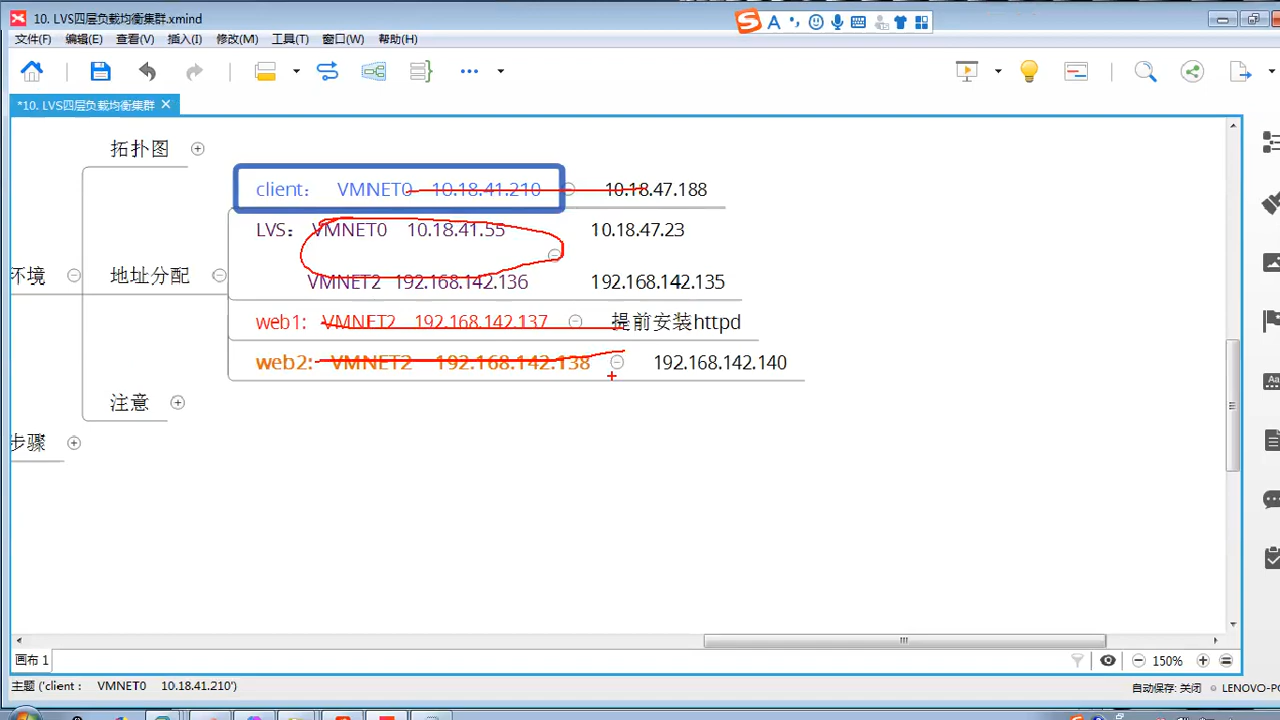 10. LVS四层负载均衡集群.xmind
文件(F) 编辑(E) 查看(V) 插入(I) 修改(M) 工具(T) 窗口(W) 帮助(H)
*10. LVS四层负载均衡集群
拓扑图
client： VMNET0 10.18.41.210 10.18.47.188
LVS： VMNET0 10.18.41.55 10.18.47.23
环境 地址分配 VMNET2 192.168.142.136 192.168.142.135
web1: VMNET2 192.168.142.137 提前安装httpd
web2: VMNET2 192.168.142.138 192.168.142.140
注意
步骤
画布 1 150%
主题 ('client： VMNET0 10.18.41.210') 自动保存: 关闭 LENOVO-PC